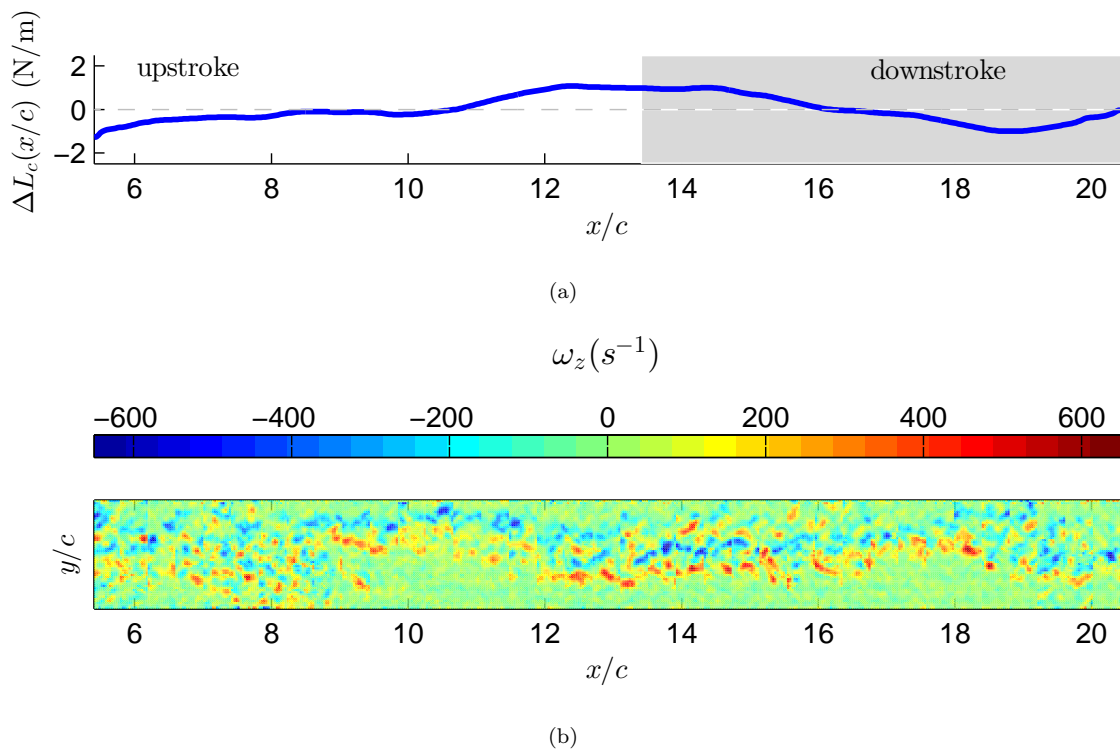 ΔL_c(x/c) (N/m)
2
0
−2
upstroke
downstroke
6 8 10 12 14 16 18 20
x/c
(a)
ω_z(s⁻¹)
−600 −400 −200 0 200 400 600
y/c
6 8 10 12 14 16 18 20
x/c
(b)